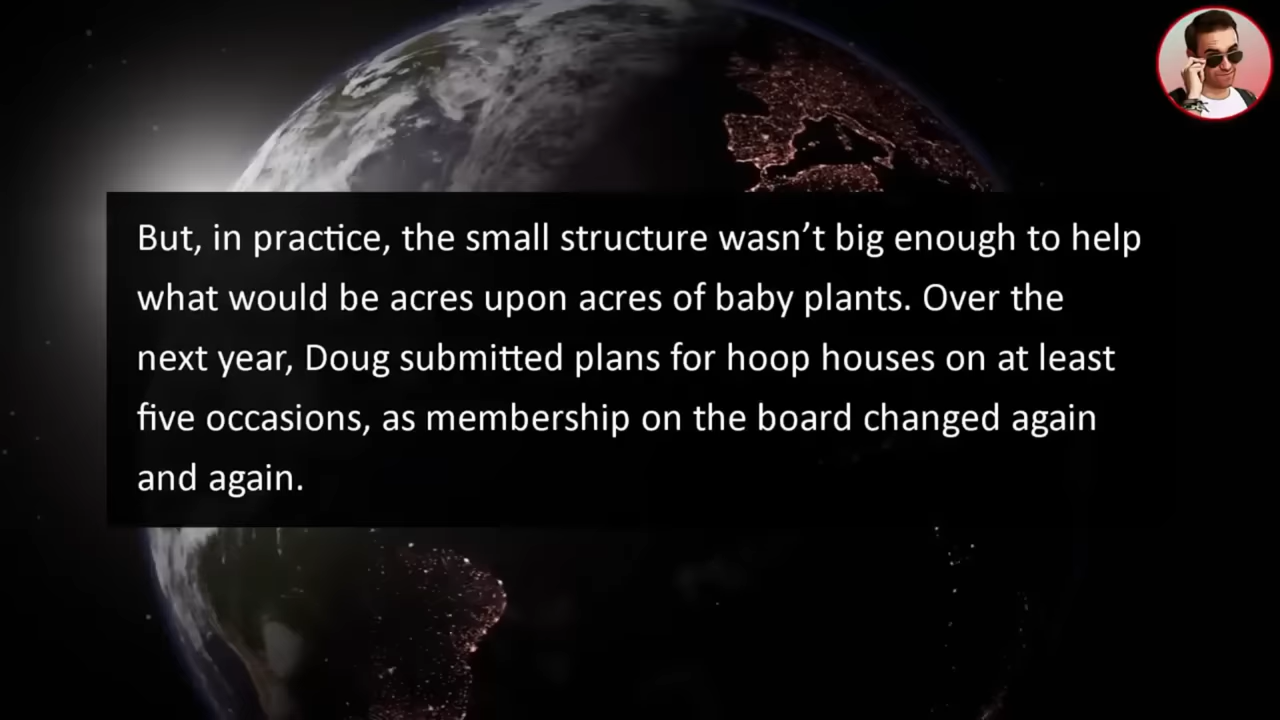 But, in practice, the small structure wasn’t big enough to help
what would be acres upon acres of baby plants. Over the
next year, Doug submitted plans for hoop houses on at least
five occasions, as membership on the board changed again
and again.